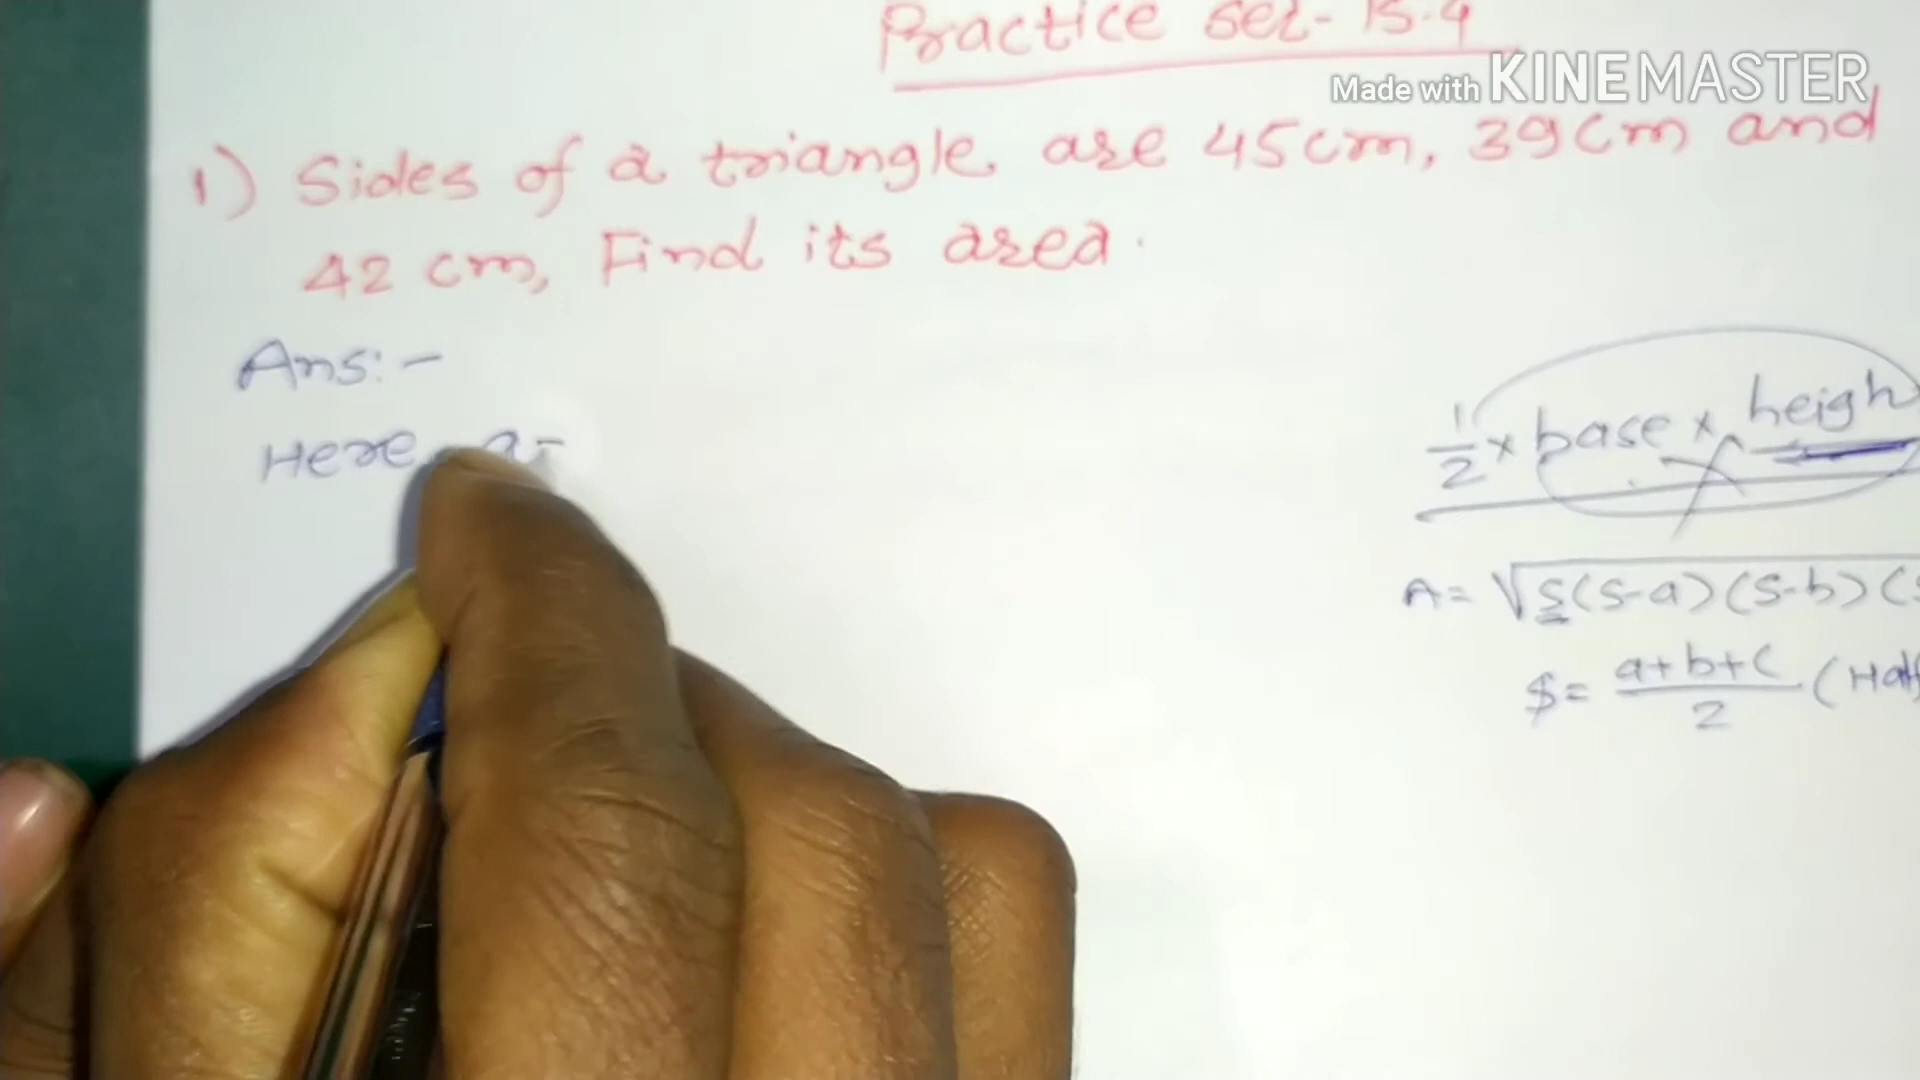 Practice set- 15.4
Made with KINEMASTER
1) Sides of a triangle are 45cm, 39cm and
42 cm, Find its area.
Ans:-
Here a=
1/2 × base × heigh
A = √s(s-a)(s-b)(s
s = a+b+c/2 (Half